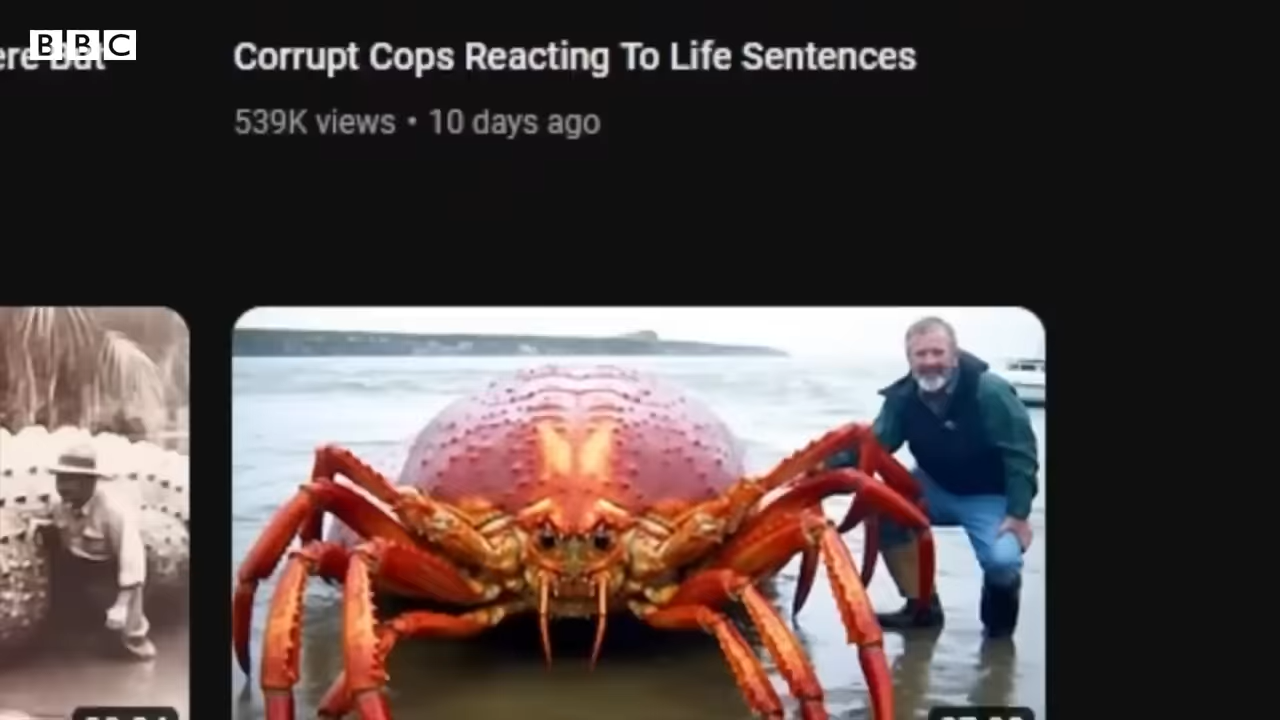 BBC
Corrupt Cops Reacting To Life Sentences
539K views • 10 days ago